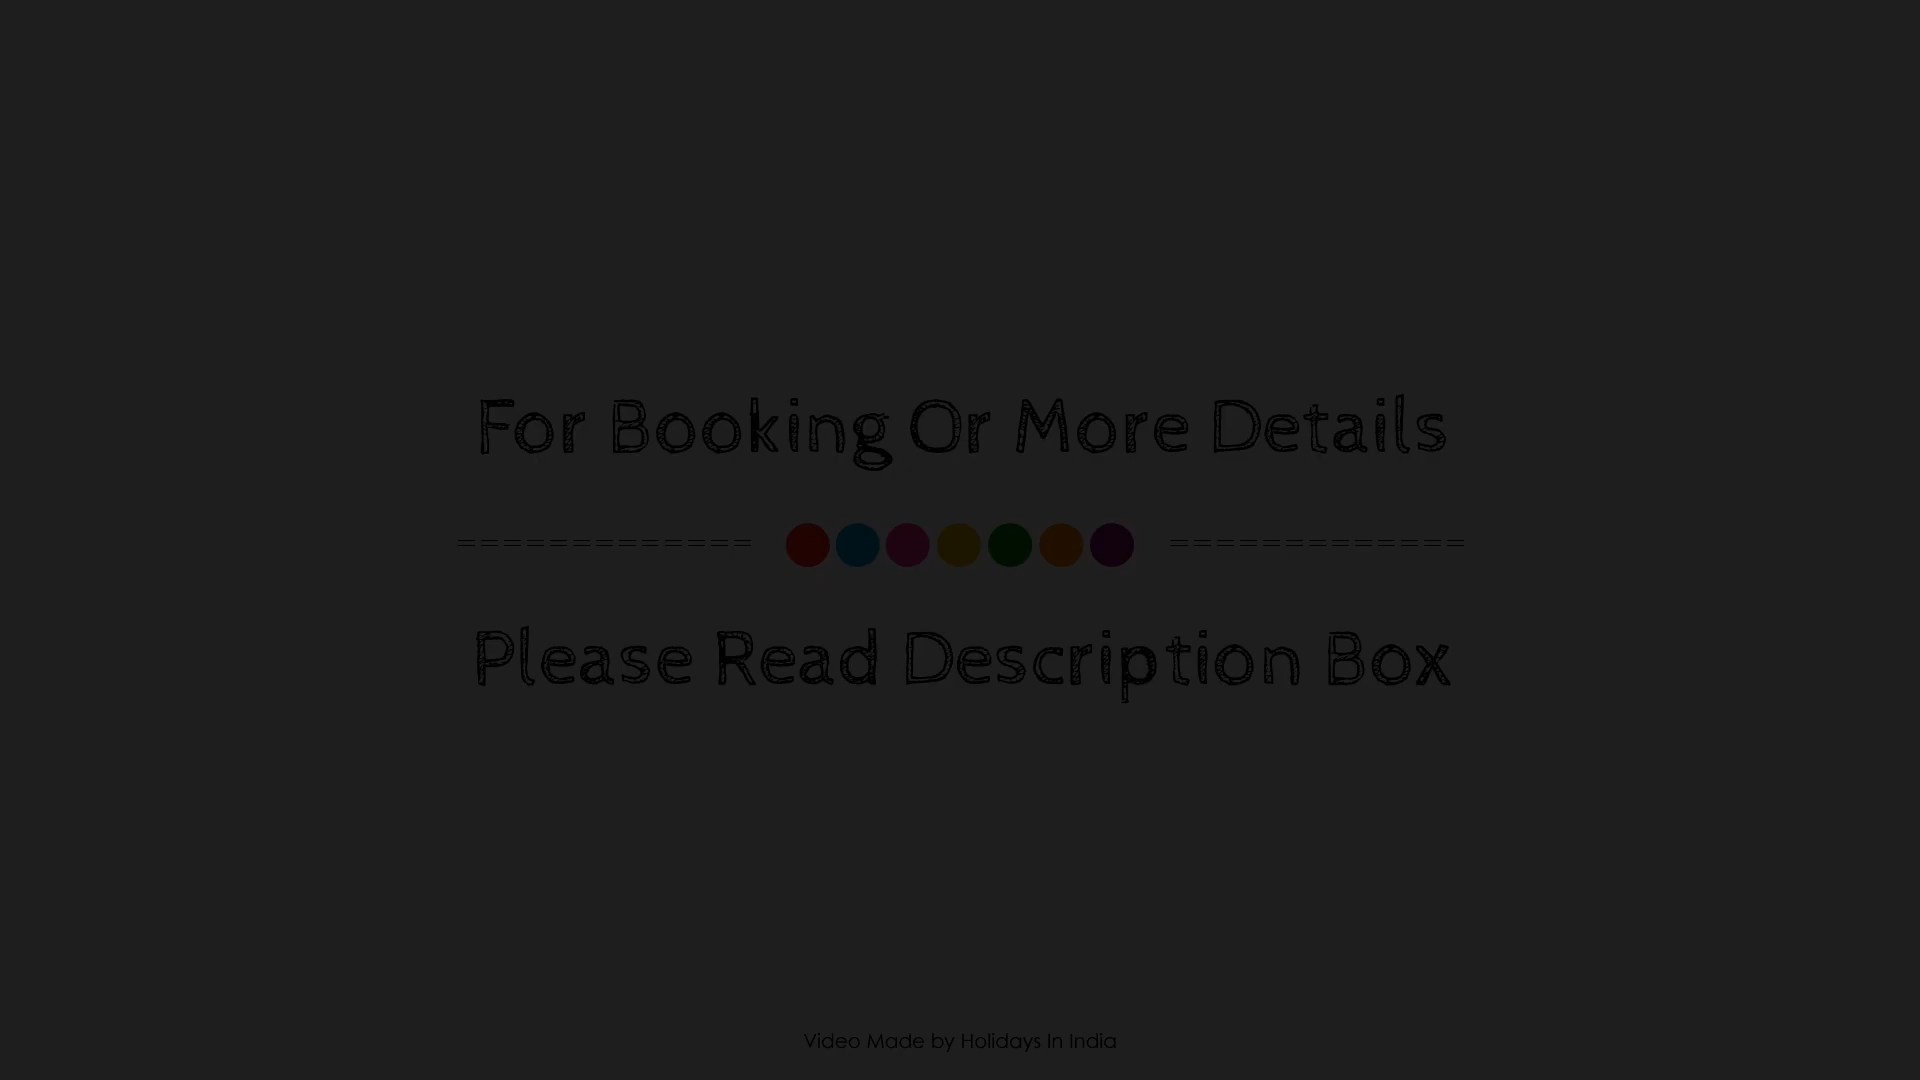 For Booking Or More Details
============= =============
Please Read Description Box
Video Made by Holidays In India